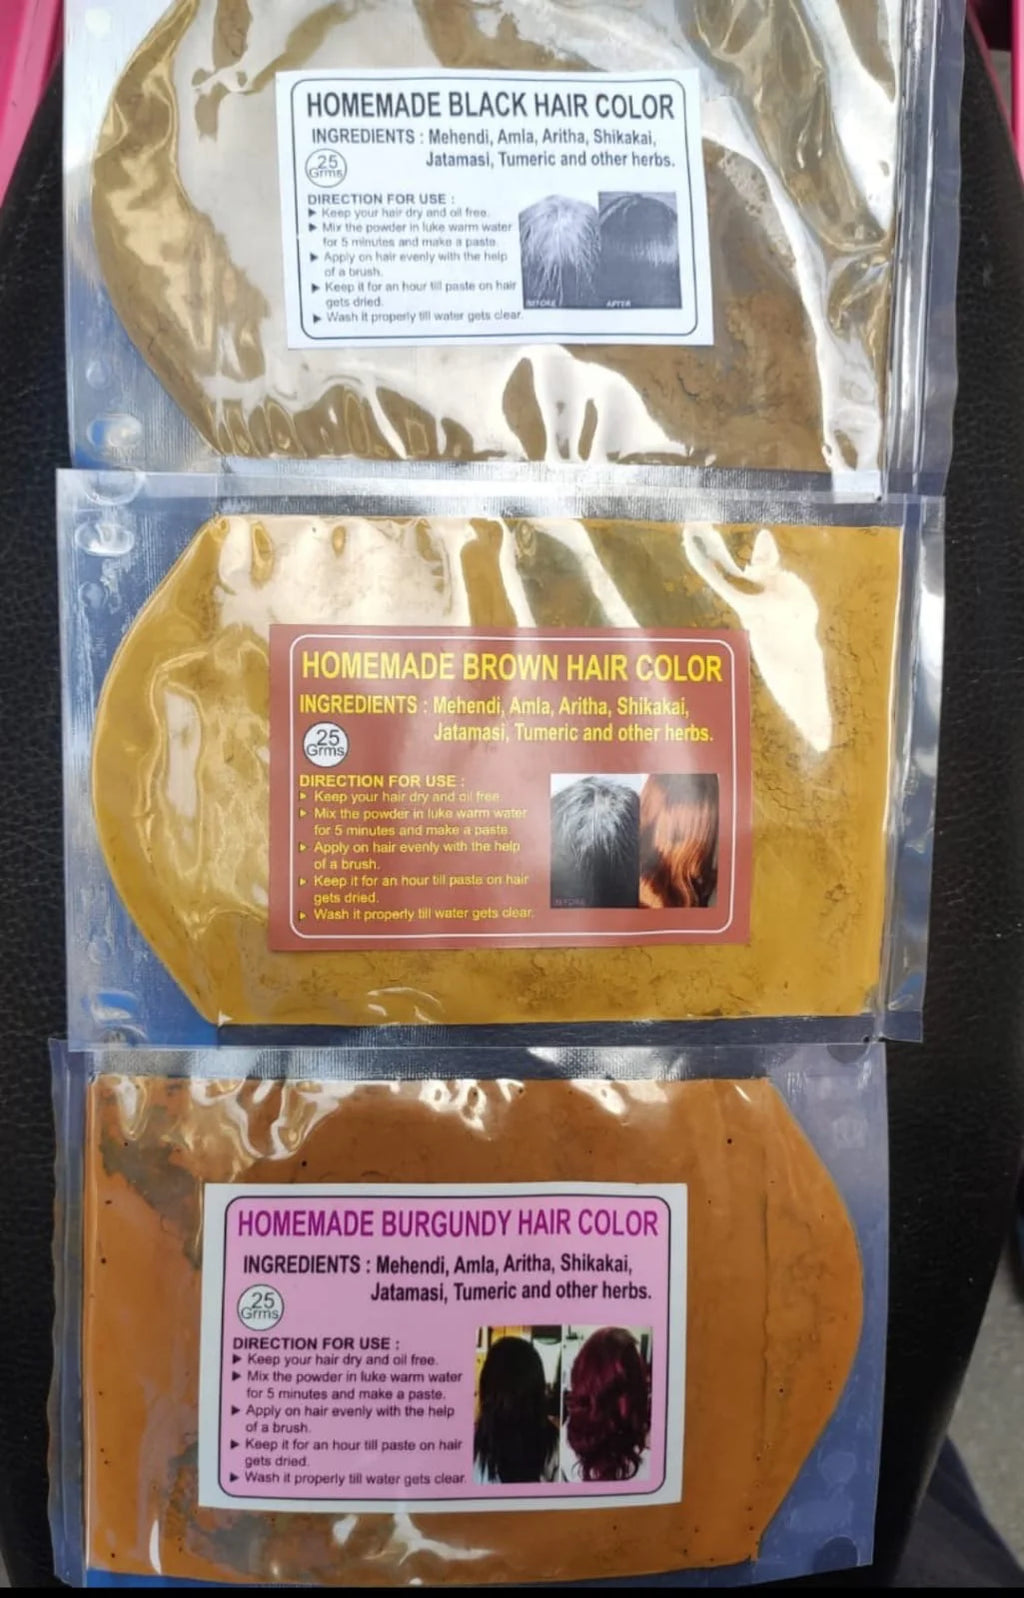 HOMEMADE BLACK HAIR COLOR
INGREDIENTS : Mehendi, Amla, Aritha, Shikakai,
Jatamasi, Tumeric and other herbs.
25
Grms
DIRECTION FOR USE :
▶ Keep your hair dry and oil free.
▶ Mix the powder in luke warm water
for 5 minutes and make a paste.
▶ Apply on hair evenly with the help
of a brush.
▶ Keep it for an hour till paste on hair
gets dried.
▶ Wash it properly till water gets clear.
BEFORE AFTER
HOMEMADE BROWN HAIR COLOR
INGREDIENTS : Mehendi, Amla, Aritha, Shikakai,
Jatamasi, Tumeric and other herbs.
25
Grms
DIRECTION FOR USE :
▶ Keep your hair dry and oil free.
▶ Mix the powder in luke warm water
for 5 minutes and make a paste.
▶ Apply on hair evenly with the help
of a brush.
▶ Keep it for an hour till paste on hair
gets dried.
▶ Wash it properly till water gets clear.
BEFORE
HOMEMADE BURGUNDY HAIR COLOR
INGREDIENTS : Mehendi, Amla, Aritha, Shikakai,
Jatamasi, Tumeric and other herbs.
25
Grms
DIRECTION FOR USE :
▶ Keep your hair dry and oil free.
▶ Mix the powder in luke warm water
for 5 minutes and make a paste.
▶ Apply on hair evenly with the help
of a brush.
▶ Keep it for an hour till paste on hair
gets dried.
▶ Wash it properly till water gets clear.